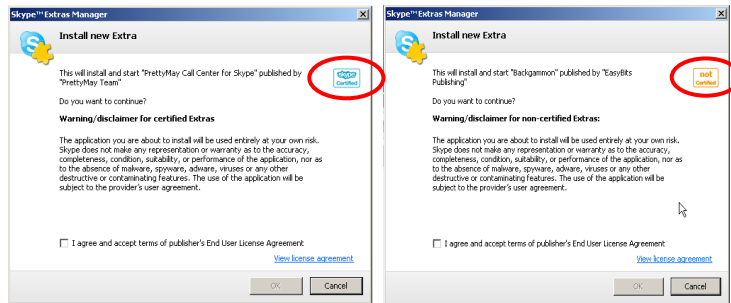 Skype™ Extras Manager
Install new Extra
This will install and start "PrettyMay Call Center for Skype" published by
"PrettyMay Team"
skype
Certified
Do you want to continue?
Warning/disclaimer for certified Extras
The application you are about to install will be used entirely at your own risk.
Skype does not make any representation or warranty as to the accuracy,
completeness, condition, suitability, or performance of the application, nor as
to the absence of malware, spyware, adware, viruses or any other
destructive or contaminating features. The use of the application will be
subject to the provider's user agreement.
I agree and accept terms of publisher's End User License Agreement
View license agreement
OK
Cancel
Skype™ Extras Manager
Install new Extra
This will install and start "Backgammon" published by "EasyBits
Publishing"
not
Certified
Do you want to continue?
Warning/disclaimer for non-certified Extras:
The application you are about to install will be used entirely at your own risk.
Skype does not make any representation or warranty as to the accuracy,
completeness, condition, suitability, or performance of the application, nor as
to the absence of malware, spyware, adware, viruses or any other
destructive or contaminating features. The use of the application will be
subject to the provider's user agreement.
I agree and accept terms of publisher's End User License Agreement
View license agreement
OK
Cancel